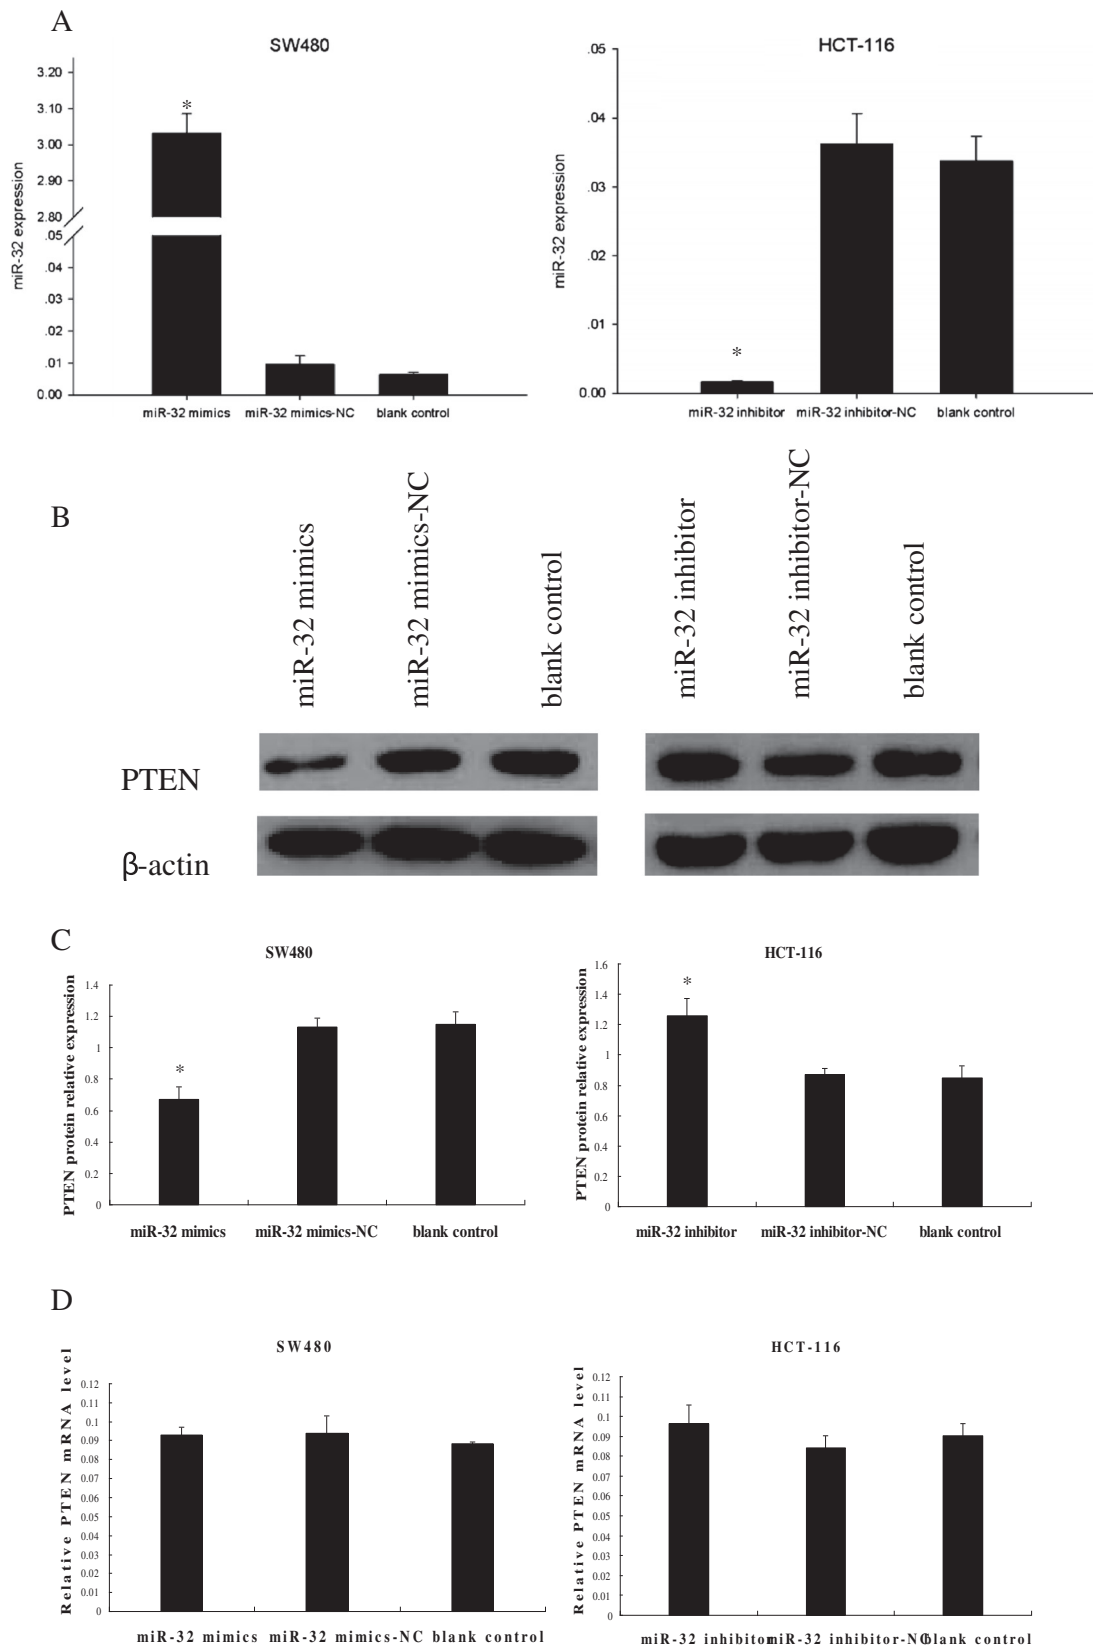 A
SW480
HCT-116
miR-32 expression
3.20
3.10
3.00
2.90
2.80
.05
.04
.03
.02
.01
0.00
*
miR-32 mimics
miR-32 mimics-NC
blank control
miR-32 expression
.05
.04
.03
.02
.01
0.00
*
miR-32 inhibitor
miR-32 inhibitor-NC
blank control
B
miR-32 mimics
miR-32 mimics-NC
blank control
miR-32 inhibitor
miR-32 inhibitor-NC
blank control
PTEN
β-actin
C
SW480
PTEN protein relative expression
1.4
1.2
1
0.8
0.6
0.4
0.2
0
*
miR-32 mimics
miR-32 mimics-NC
blank control
HCT-116
PTEN protein relative expression
1.6
1.4
1.2
1
0.8
0.6
0.4
0.2
0
*
miR-32 inhibitor
miR-32 inhibitor-NC
blank control
D
SW480
Relative PTEN mRNA level
0.12
0.11
0.1
0.09
0.08
0.07
0.06
0.05
0.04
0.03
0.02
0.01
0
miR-32 mimics
miR-32 mimics-NC
blank control
HCT-116
Relative PTEN mRNA level
0.12
0.11
0.1
0.09
0.08
0.07
0.06
0.05
0.04
0.03
0.02
0.01
0
miR-32 inhibitor
miR-32 inhibitor-NC
blank control